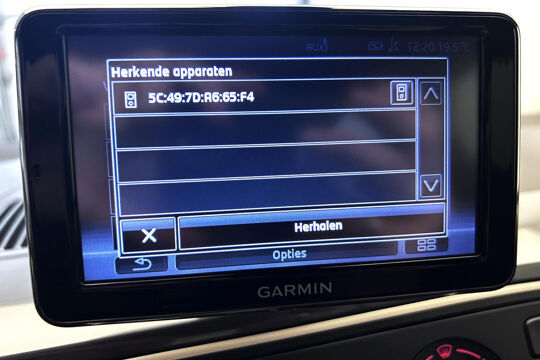 AUX 12:20 19.5°C
Herkende apparaten
5C:49:7D:A6:65:F4
Herhalen
Opties
GARMIN